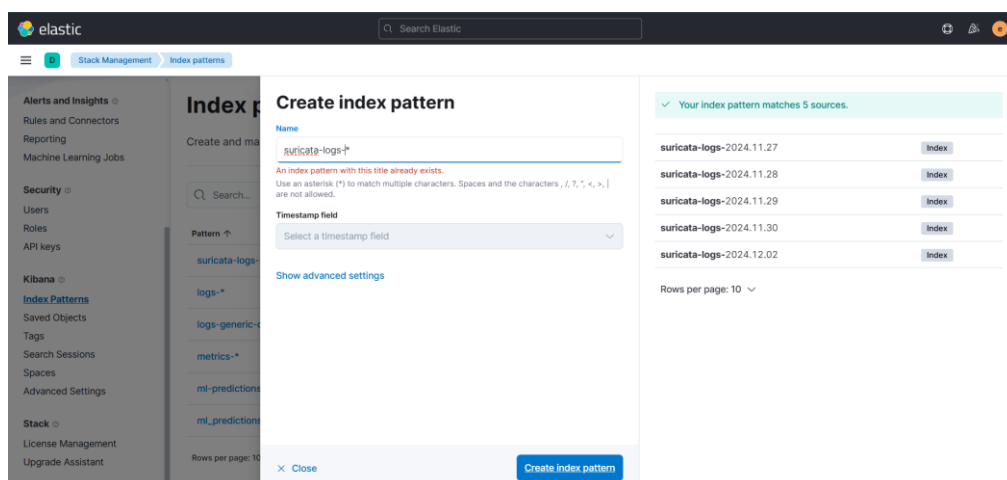 elastic
Search Elastic
e
D
Stack Management
Index patterns
Alerts and Insights
Rules and Connectors
Reporting
Machine Learning Jobs
Security
Users
Roles
API keys
Kibana
Index Patterns
Saved Objects
Tags
Search Sessions
Spaces
Advanced Settings
Stack
License Management
Upgrade Assistant
Index p
Create and ma
Search...
Pattern ↑
suricata-logs-
logs-*
logs-generic-
metrics-*
ml-predictions
ml_predictions
Rows per page: 10
Create index pattern
Name
suricata-logs-*
An index pattern with this title already exists.
Use an asterisk (*) to match multiple characters. Spaces and the characters , /, ?, ", <, >, |
are not allowed.
Timestamp field
Select a timestamp field
Show advanced settings
× Close
Create index pattern
✓ Your index pattern matches 5 sources.
suricata-logs-2024.11.27 Index
suricata-logs-2024.11.28 Index
suricata-logs-2024.11.29 Index
suricata-logs-2024.11.30 Index
suricata-logs-2024.12.02 Index
Rows per page: 10